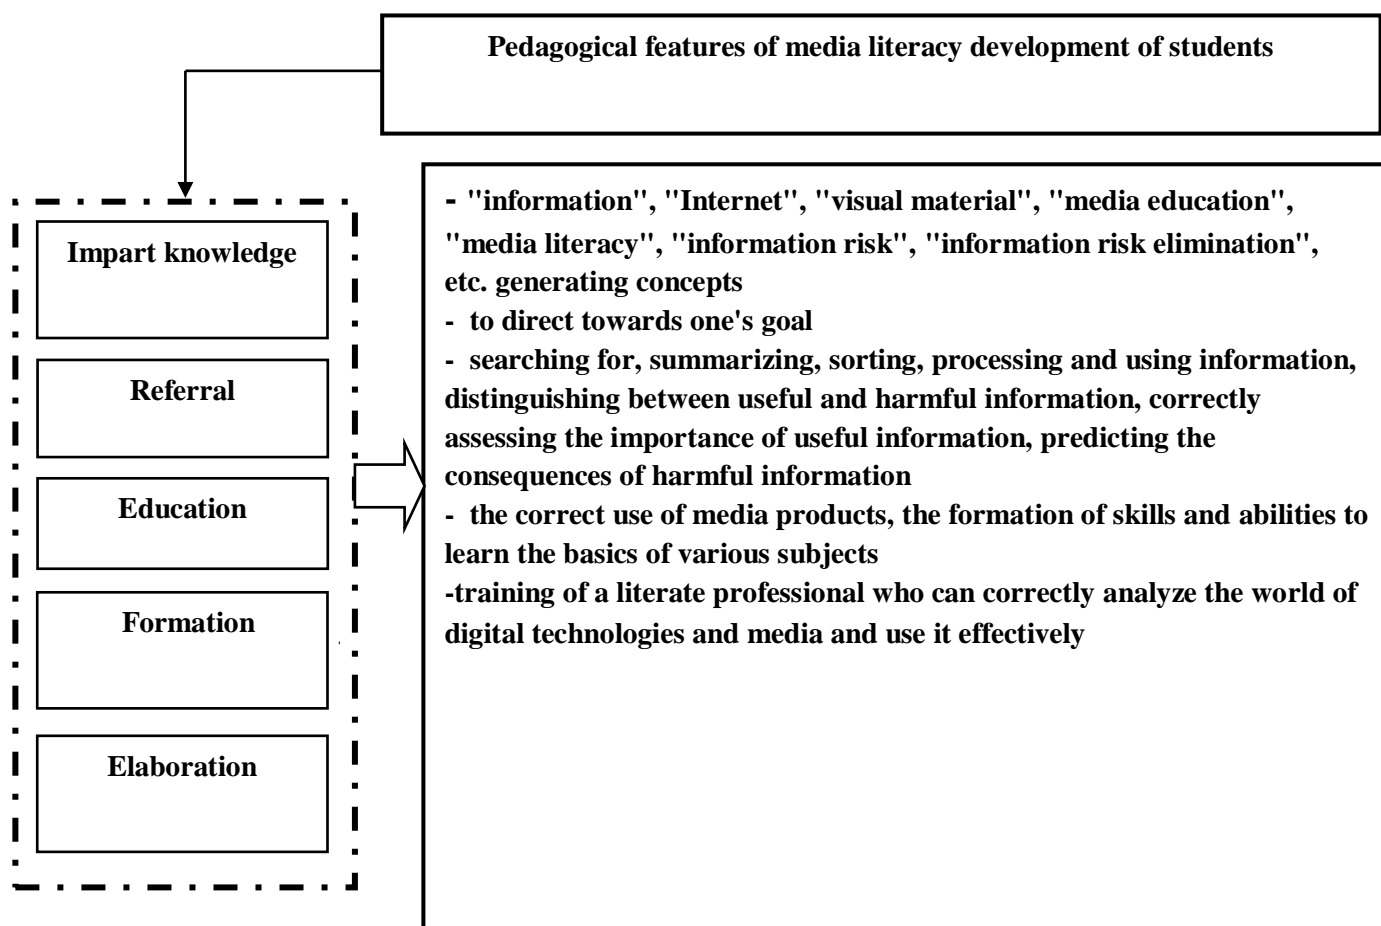 Pedagogical features of media literacy development of students
Impart knowledge
Referral
Education
Formation
Elaboration
- "information", "Internet", "visual material", "media education",
"media literacy", "information risk", "information risk elimination",
etc. generating concepts
- to direct towards one's goal
- searching for, summarizing, sorting, processing and using information,
distinguishing between useful and harmful information, correctly
assessing the importance of useful information, predicting the
consequences of harmful information
- the correct use of media products, the formation of skills and abilities to
learn the basics of various subjects
-training of a literate professional who can correctly analyze the world of
digital technologies and media and use it effectively